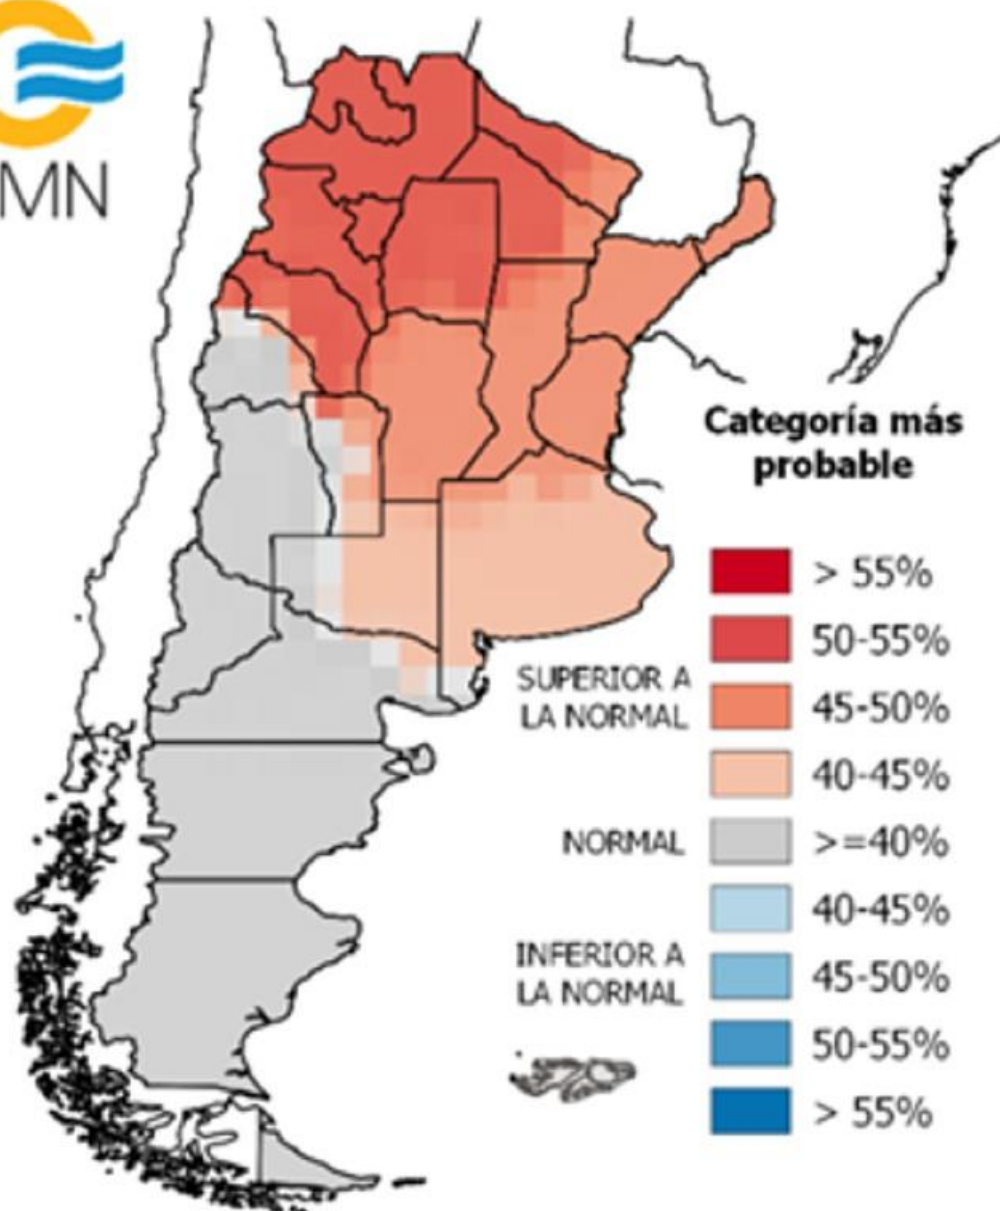 MN
Categoría más
probable
> 55%
50-55%
SUPERIOR A
LA NORMAL
45-50%
40-45%
NORMAL
>=40%
40-45%
INFERIOR A
LA NORMAL
45-50%
50-55%
> 55%